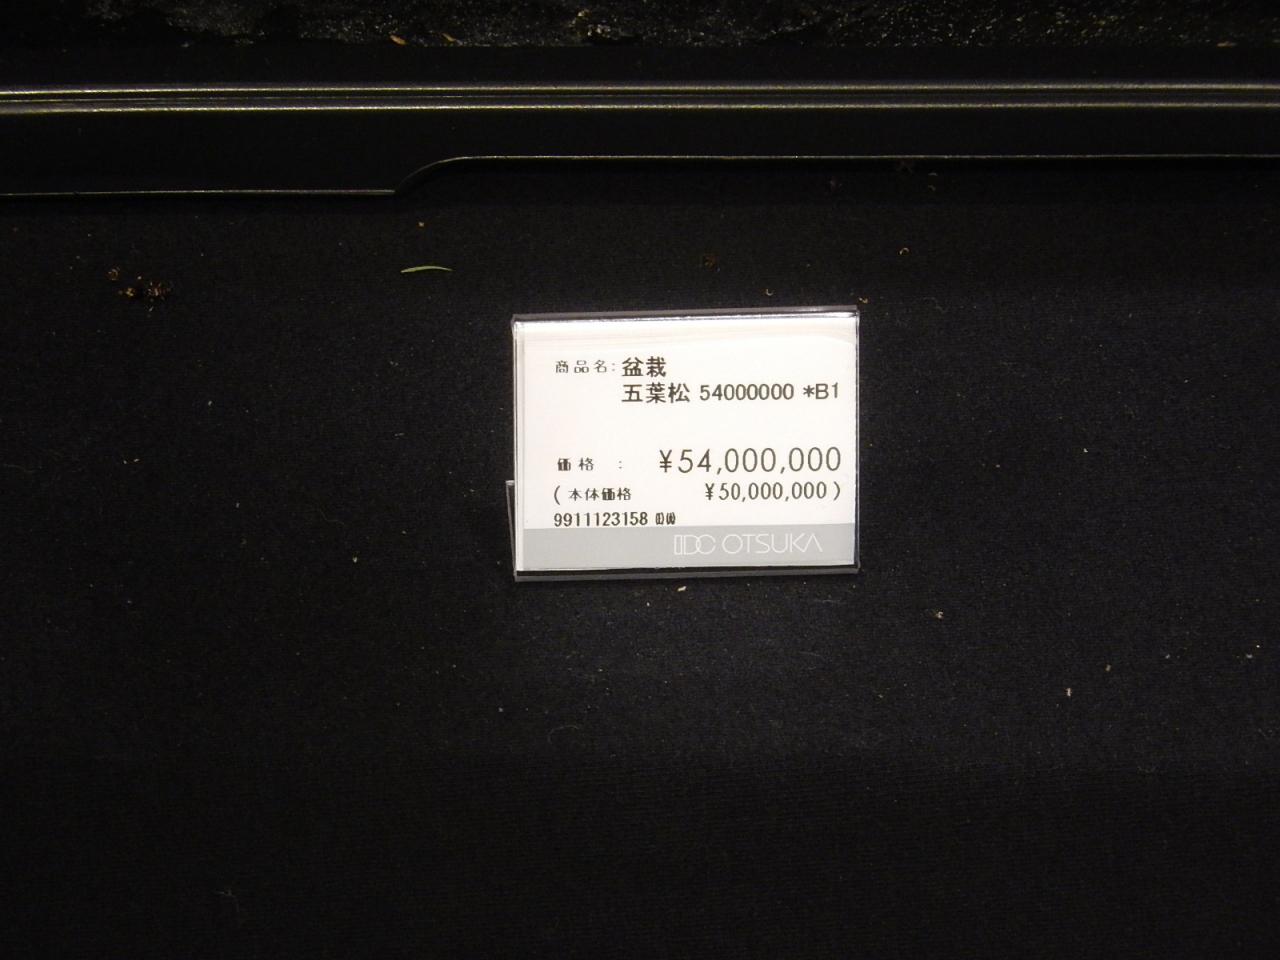 商品名：盆栽
五葉松 54000000 *B1
価格 ： ¥54,000,000
( 本体価格 ¥50,000,000 )
9911123158
IDC OTSUKA